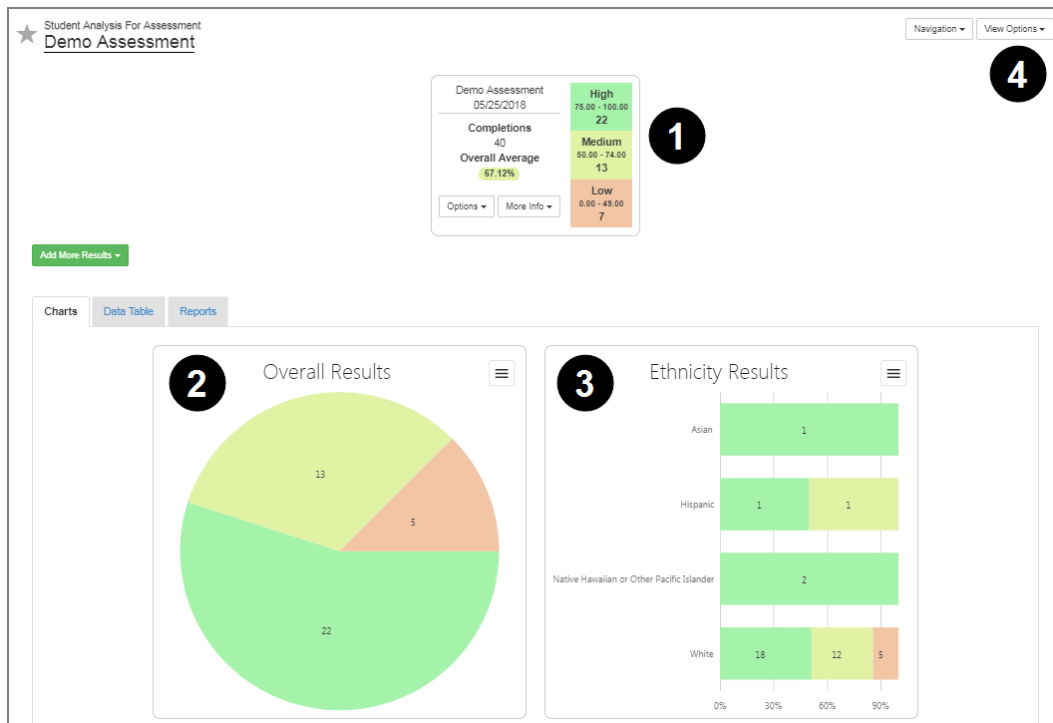 Student Analysis For Assessment
Demo Assessment
Navigation
View Options
4
Demo Assessment
05/25/2018
Completions
40
Overall Average
67.12%
Options
More Info
High
75.00 - 100.00
22
Medium
50.00 - 74.00
13
Low
0.00 - 49.00
7
1
Add More Results
Charts
Data Table
Reports
2
Overall Results
13
5
22
3
Ethnicity Results
Asian
1
Hispanic
1
1
Native Hawaiian or Other Pacific Islander
2
White
18
12
5
0%
30%
60%
90%